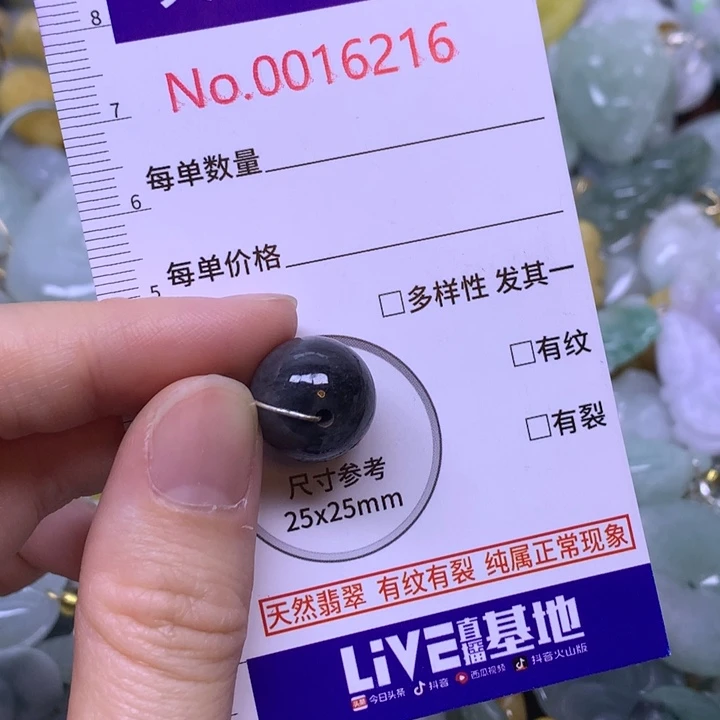 8
No.0016216
7
每单数量
6
每单价格
5
□多样性 发其一
□有纹
□有裂
尺寸参考
25x25mm
天然翡翠 有纹有裂 纯属正常现象
LiVE直播基地
头条 今日头条 抖音 西瓜视频 抖音火山版